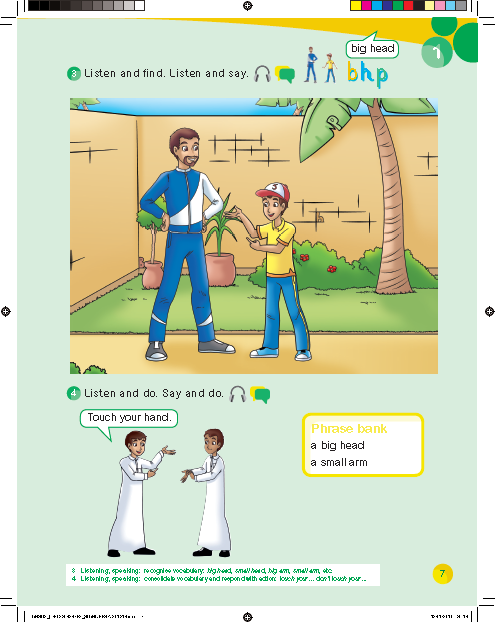 big head
1
3 Listen and find. Listen and say.
bhp
3
4 Listen and do. Say and do.
Touch your hand.
Phrase bank
a big head
a small arm
3 Listening, speaking: recognise vocabulary: big head, small head, big arm, small arm, etc
4 Listening, speaking: consolidate vocabulary and respond with action: touch your ... don't touch your ...
7